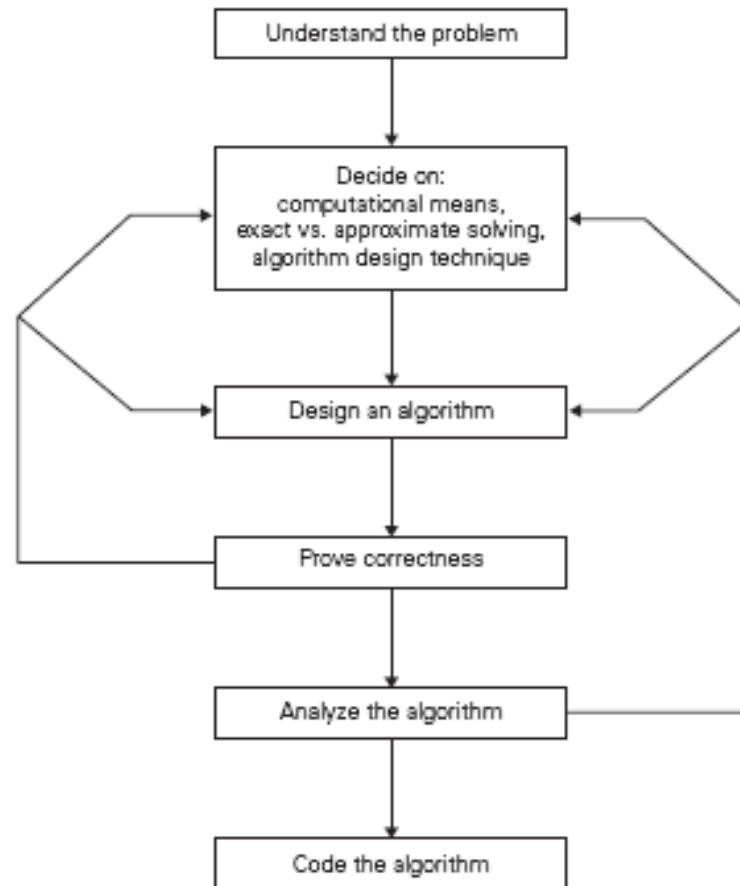 Understand the problem
Decide on:
computational means,
exact vs. approximate solving,
algorithm design technique
Design an algorithm
Prove correctness
Analyze the algorithm
Code the algorithm